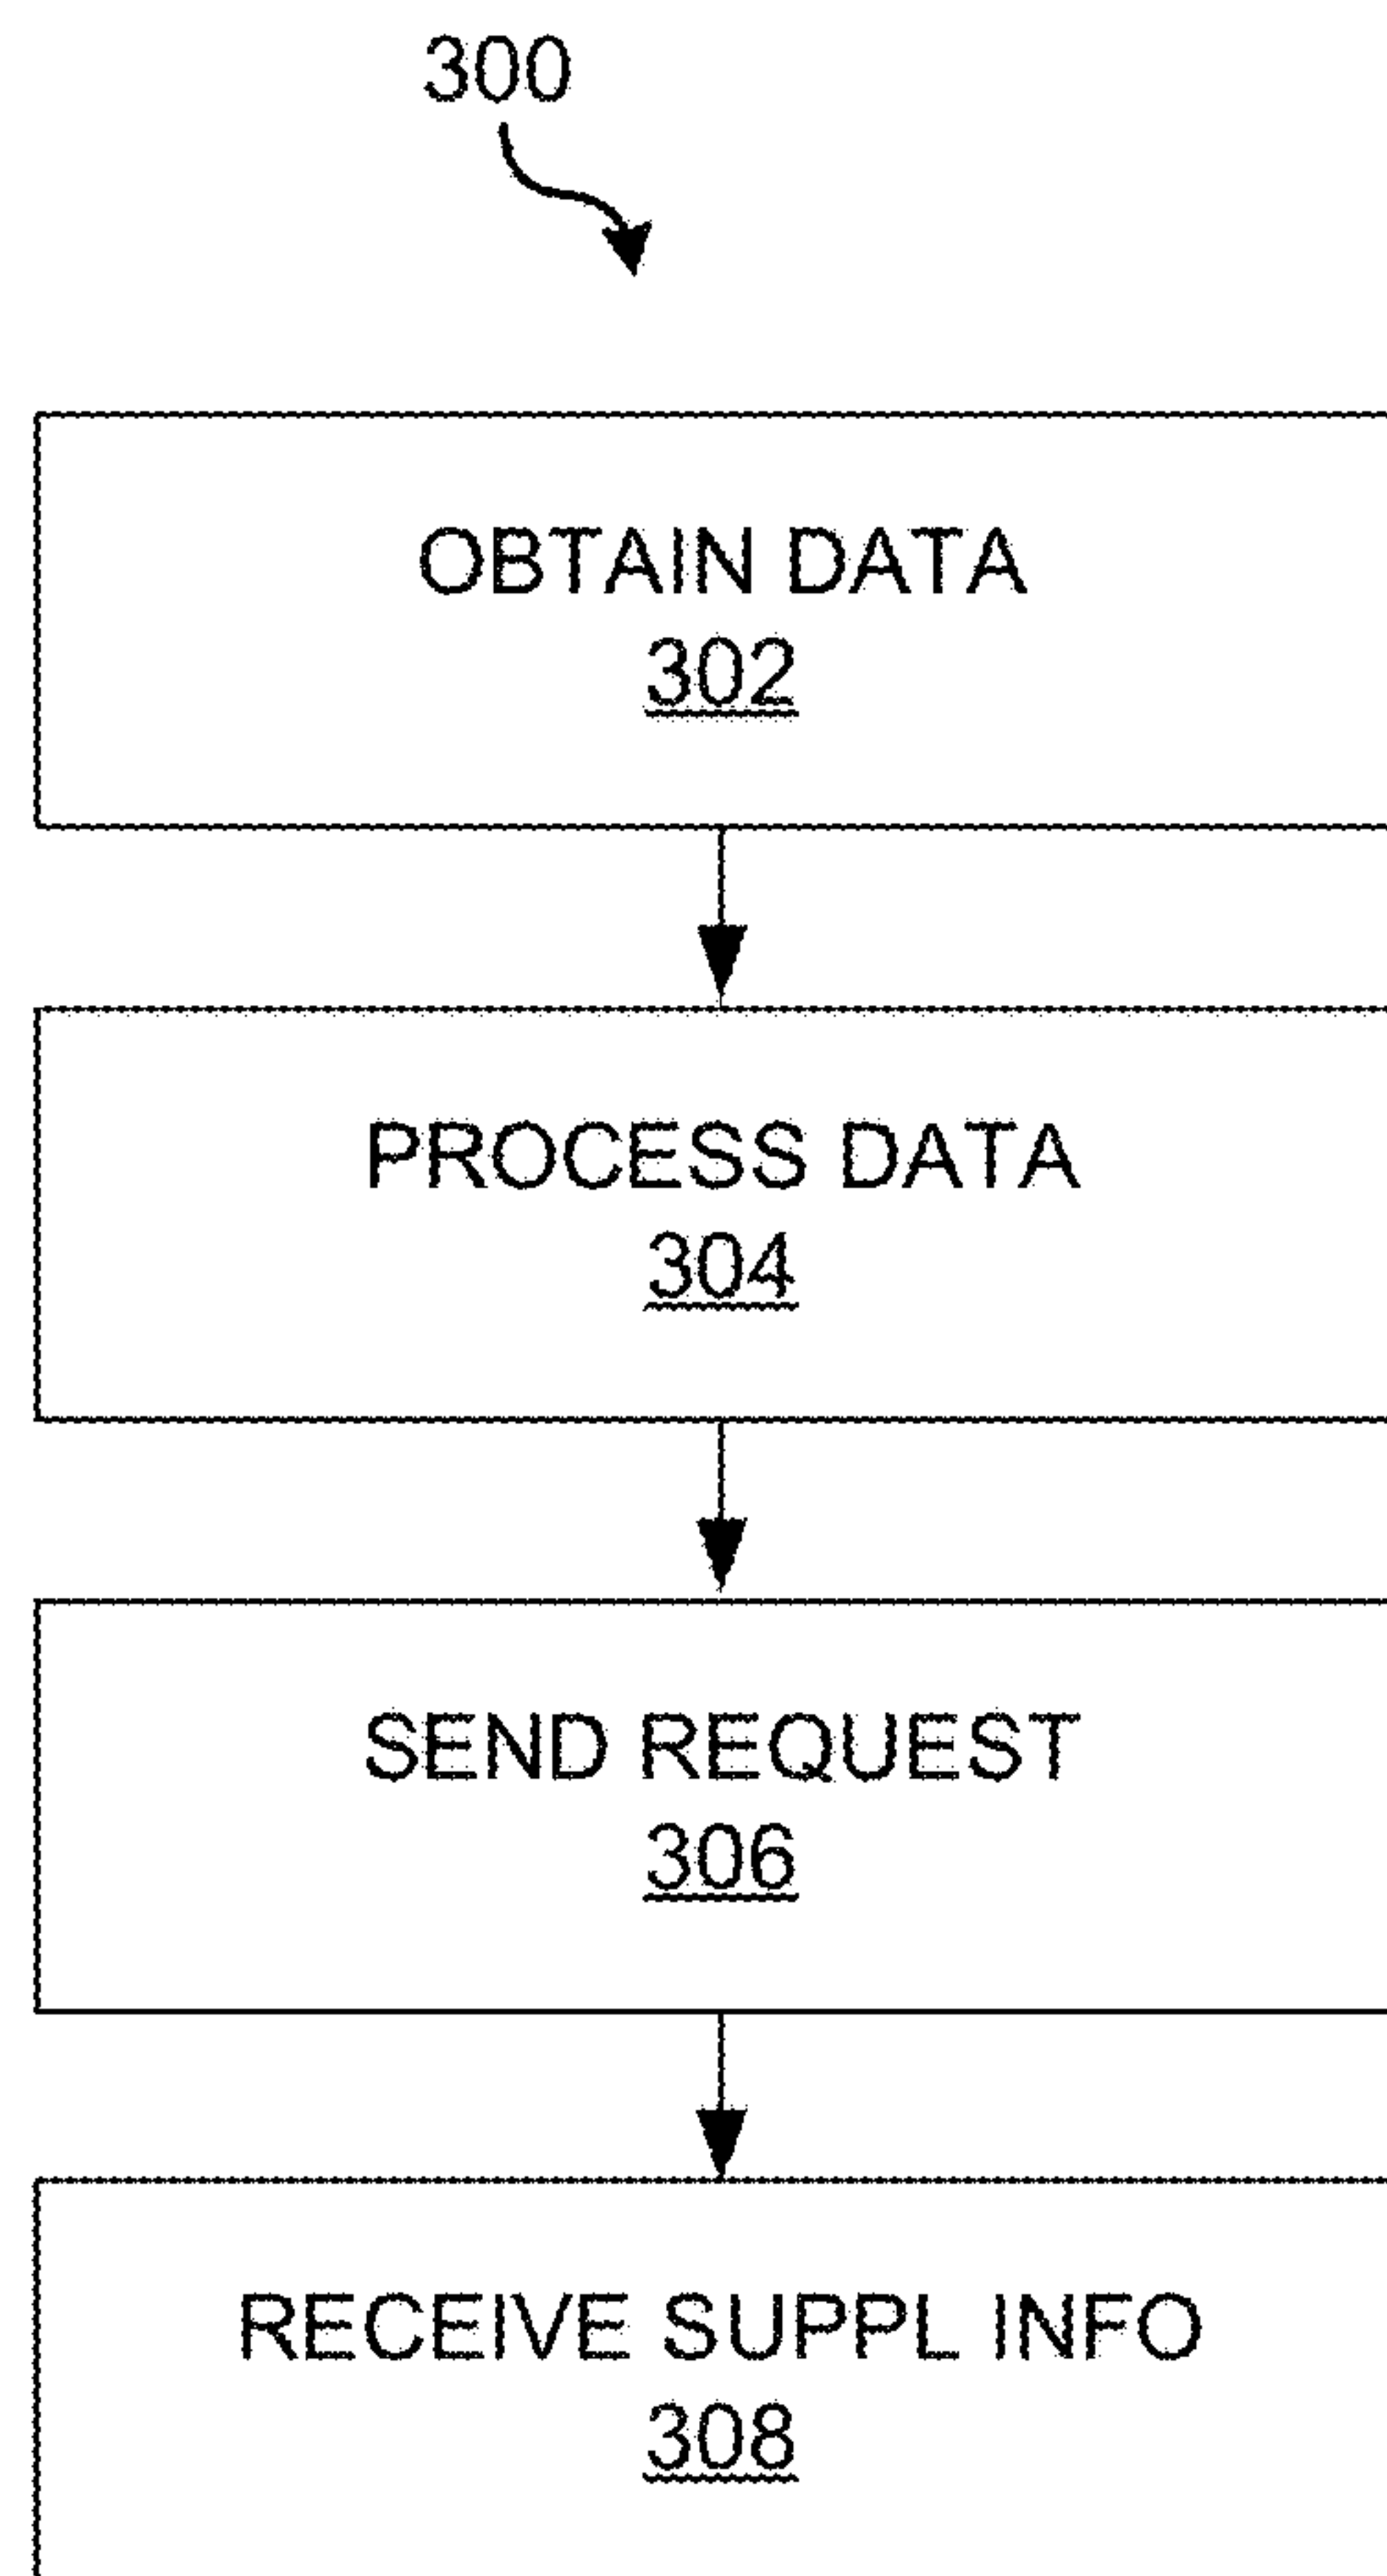 300
OBTAIN DATA
302
PROCESS DATA
304
SEND REQUEST
306
RECEIVE SUPPL INFO
308